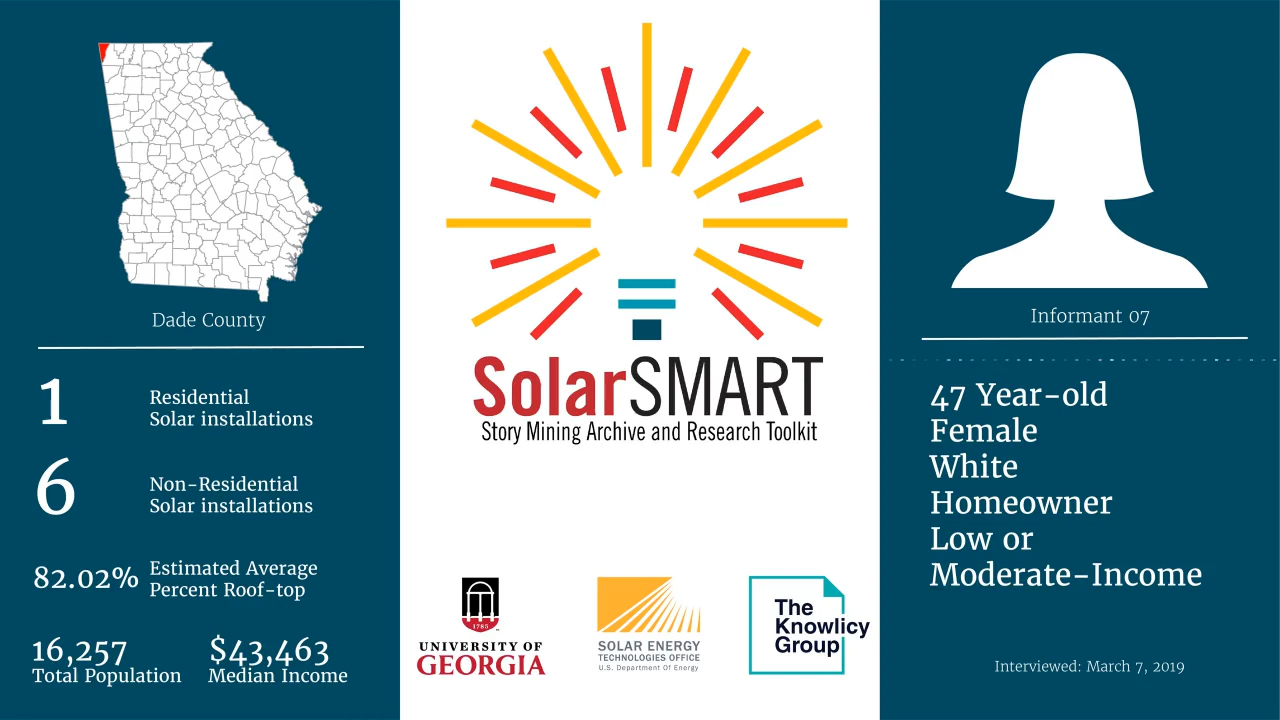 Dade County
1
Residential
Solar installations
6
Non-Residential
Solar installations
82.02%
Estimated Average
Percent Roof-top
16,257
Total Population
$43,463
Median Income
SolarSMART
Story Mining Archive and Research Toolkit
1785
UNIVERSITY OF
GEORGIA
SOLAR ENERGY
TECHNOLOGIES OFFICE
U.S. Department Of Energy
The
Knowlicy
Group
Informant 07
47 Year-old
Female
White
Homeowner
Low or
Moderate-Income
Interviewed: March 7, 2019